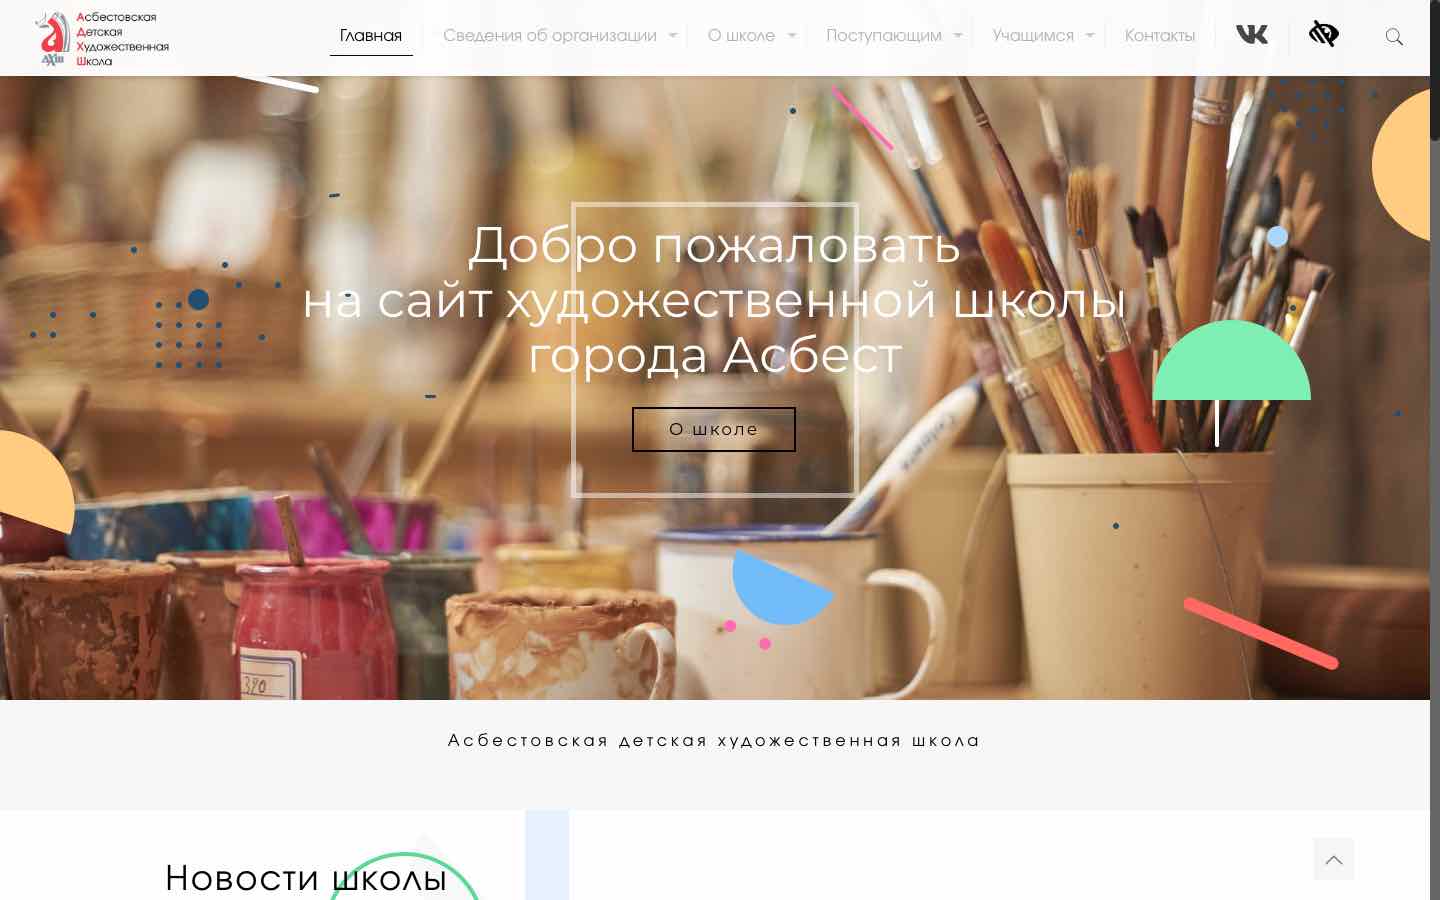 Асбестовская
Детская
Художественная
Школа
Главная
Сведения об организации
О школе
Поступающим
Учащимся
Контакты
Добро пожаловать
на сайт художественной школы
города Асбест
О школе
390
Асбестовская детская художественная школа
Новости школы